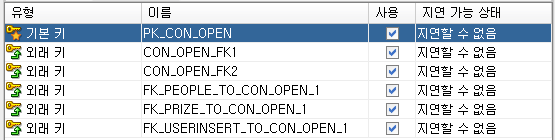 유형 이름 사용 지연 가능 상태
기본 키 PK_CON_OPEN 지연할 수 없음
외래 키 CON_OPEN_FK1 지연할 수 없음
외래 키 CON_OPEN_FK2 지연할 수 없음
외래 키 FK_PEOPLE_TO_CON_OPEN_1 지연할 수 없음
외래 키 FK_PRIZE_TO_CON_OPEN_1 지연할 수 없음
외래 키 FK_USERINSERT_TO_CON_OPEN_1 지연할 수 없음